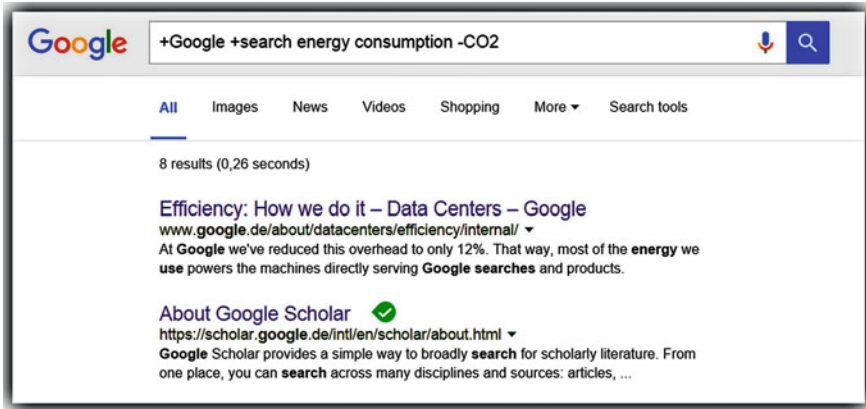 Google +Google +search energy consumption -CO2
All Images News Videos Shopping More Search tools
8 results (0,26 seconds)
Efficiency: How we do it – Data Centers – Google
www.google.de/about/datacenters/efficiency/internal/
At Google we've reduced this overhead to only 12%. That way, most of the energy we
use powers the machines directly serving Google searches and products.
About Google Scholar
https://scholar.google.de/intl/en/scholar/about.html
Google Scholar provides a simple way to broadly search for scholarly literature. From
one place, you can search across many disciplines and sources: articles, ...